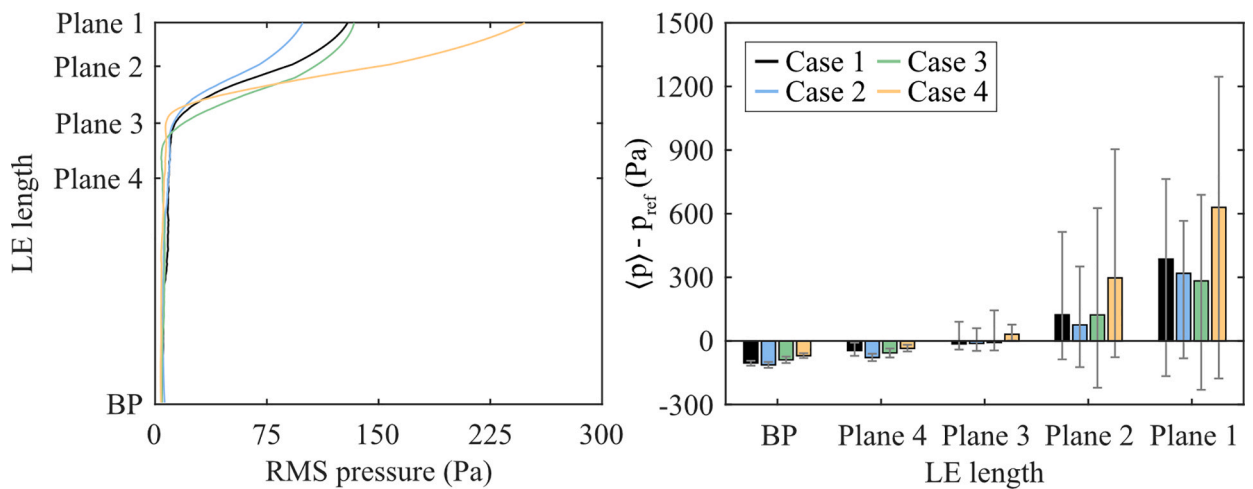 Plane 1
Plane 2
Plane 3
Plane 4
BP
LE length
0 75 150 225 300
RMS pressure (Pa)
1500
1200
900
600
300
0
-300
⟨p⟩ - p_ref (Pa)
Case 1 Case 3
Case 2 Case 4
BP Plane 4 Plane 3 Plane 2 Plane 1
LE length